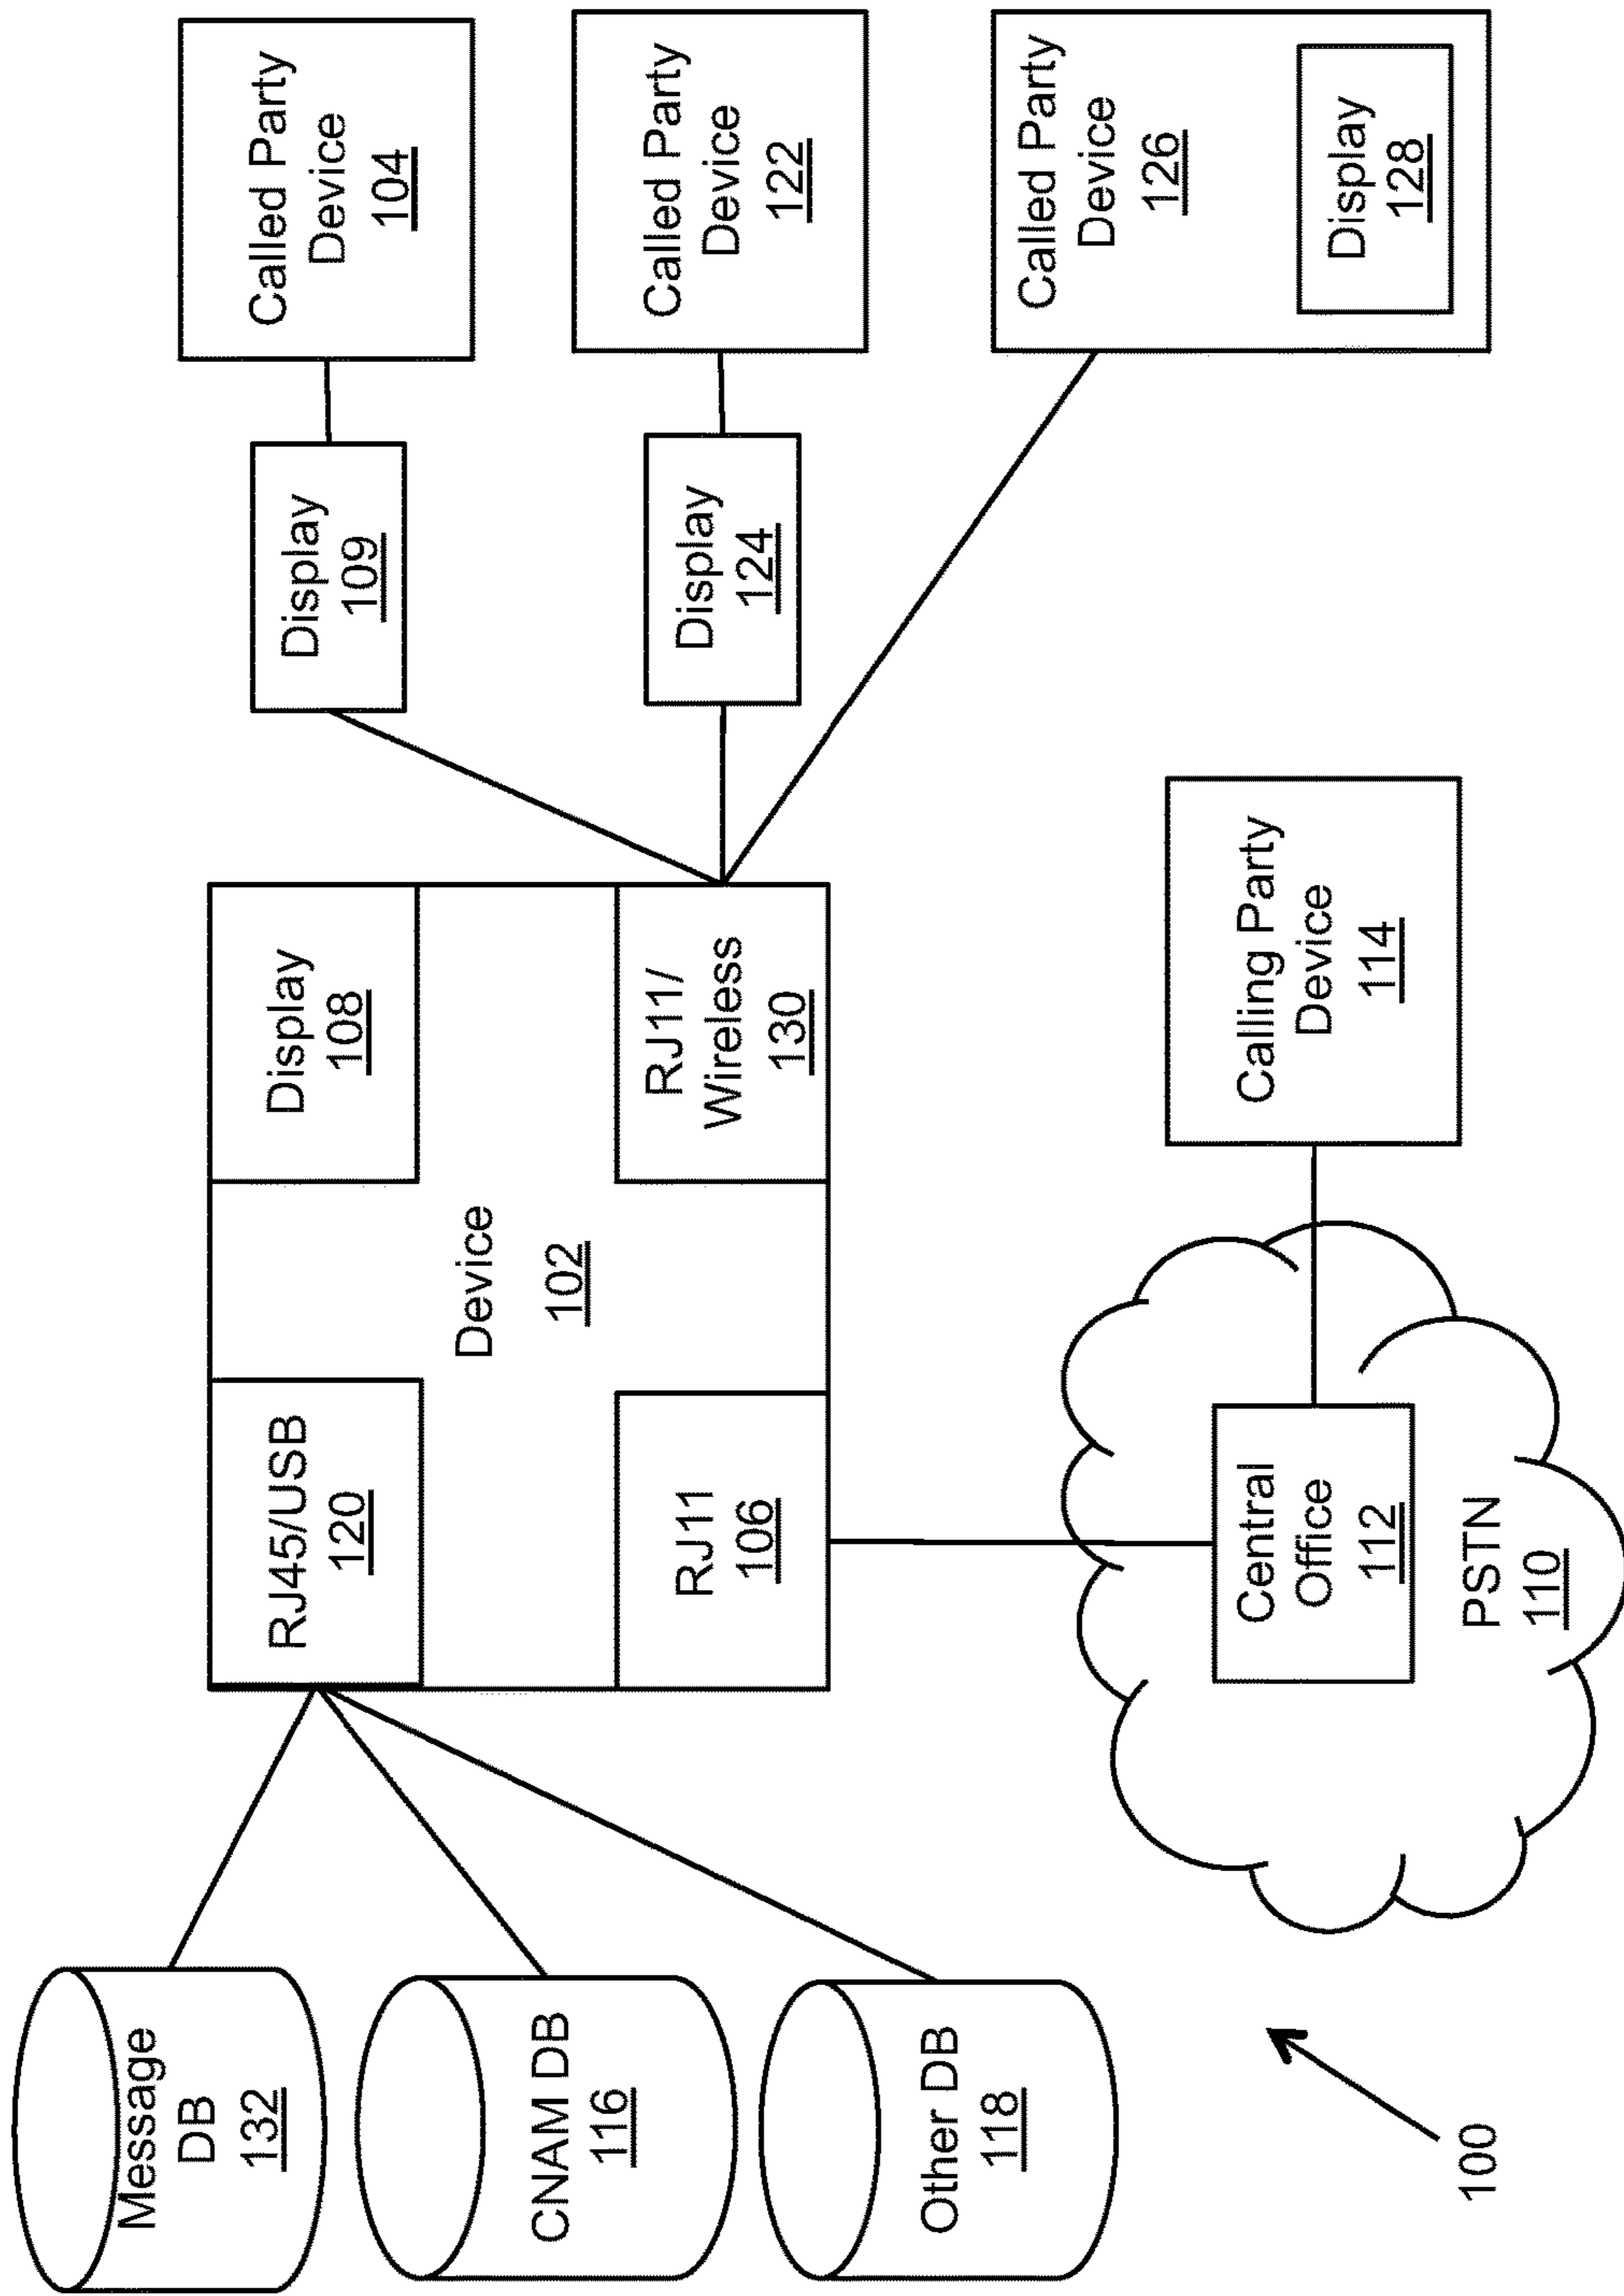 Message
DB
132
CNAM DB
116
Other DB
118
100
RJ45/USB
120
Display
108
Device
102
RJ11
106
RJ11/
Wireless
130
Central
Office
112
PSTN
110
Calling Party
Device
114
Display
109
Called Party
Device
104
Display
124
Called Party
Device
122
Called Party
Device
126
Display
128